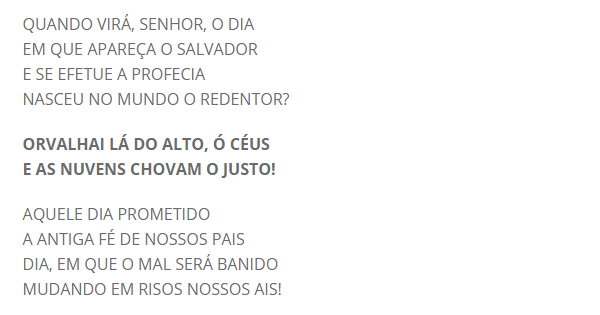 QUANDO VIRÁ, SENHOR, O DIA
EM QUE APAREÇA O SALVADOR
E SE EFETUE A PROFECIA
NASCEU NO MUNDO O REDENTOR?
ORVALHAI LÁ DO ALTO, Ó CÉUS
E AS NUVENS CHOVAM O JUSTO!
AQUELE DIA PROMETIDO
A ANTIGA FÉ DE NOSSOS PAIS
DIA, EM QUE O MAL SERÁ BANIDO
MUDANDO EM RISOS NOSSOS AIS!